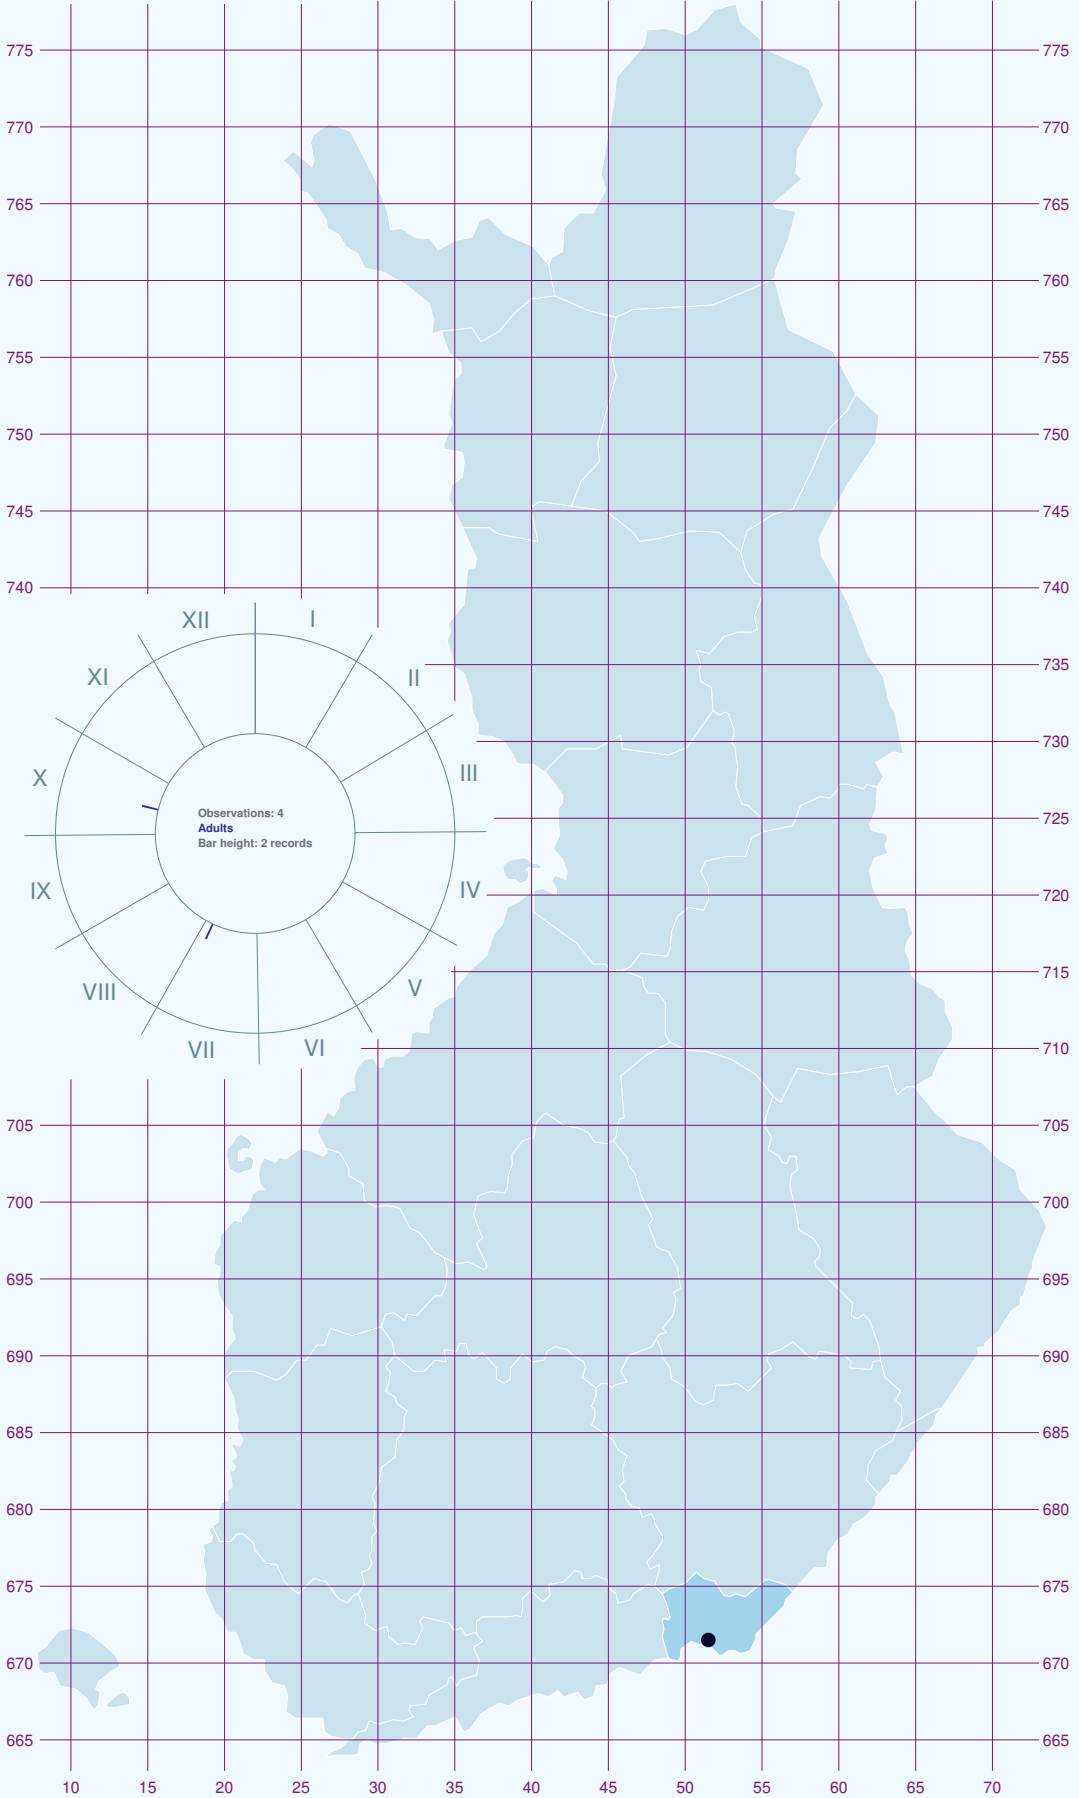 775 775
770 770
765 765
760 760
755 755
750 750
745 745
740 740
XII I
XI II
735 735
730 730
X III
Observations: 4
Adults
Bar height: 2 records
725 725
IX IV
720 720
VIII V
715 715
VII VI
710 710
705 705
700 700
695 695
690 690
685 685
680 680
675 675
670 670
665 665
10 15 20 25 30 35 40 45 50 55 60 65 70